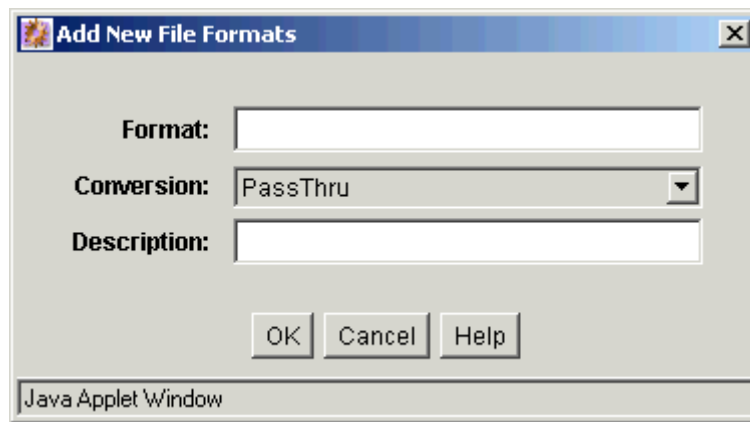 Add New File Formats
Format:
Conversion: PassThru
Description:
OK Cancel Help
Java Applet Window